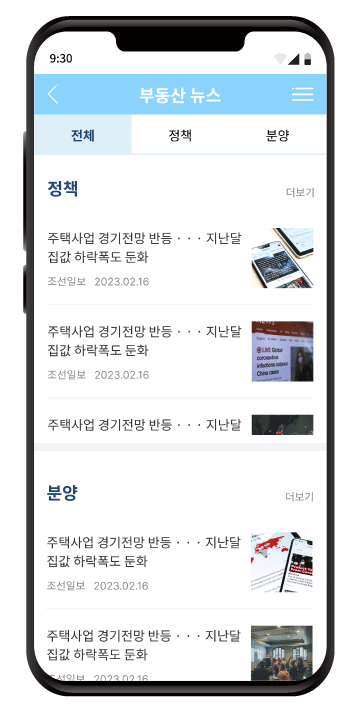 9:30
부동산 뉴스
전체 정책 분양
정책 더보기
주택사업 경기전망 반등 · · · 지난달
집값 하락폭도 둔화
조선일보 2023.02.16
주택사업 경기전망 반등 · · · 지난달
집값 하락폭도 둔화
조선일보 2023.02.16
LIVE Global
coronavirus
infections outpace
China cases
주택사업 경기전망 반등 · · · 지난달
분양 더보기
주택사업 경기전망 반등 · · · 지난달
집값 하락폭도 둔화
조선일보 2023.02.16
주택사업 경기전망 반등 · · · 지난달
집값 하락폭도 둔화
조선일보 2023.02.16